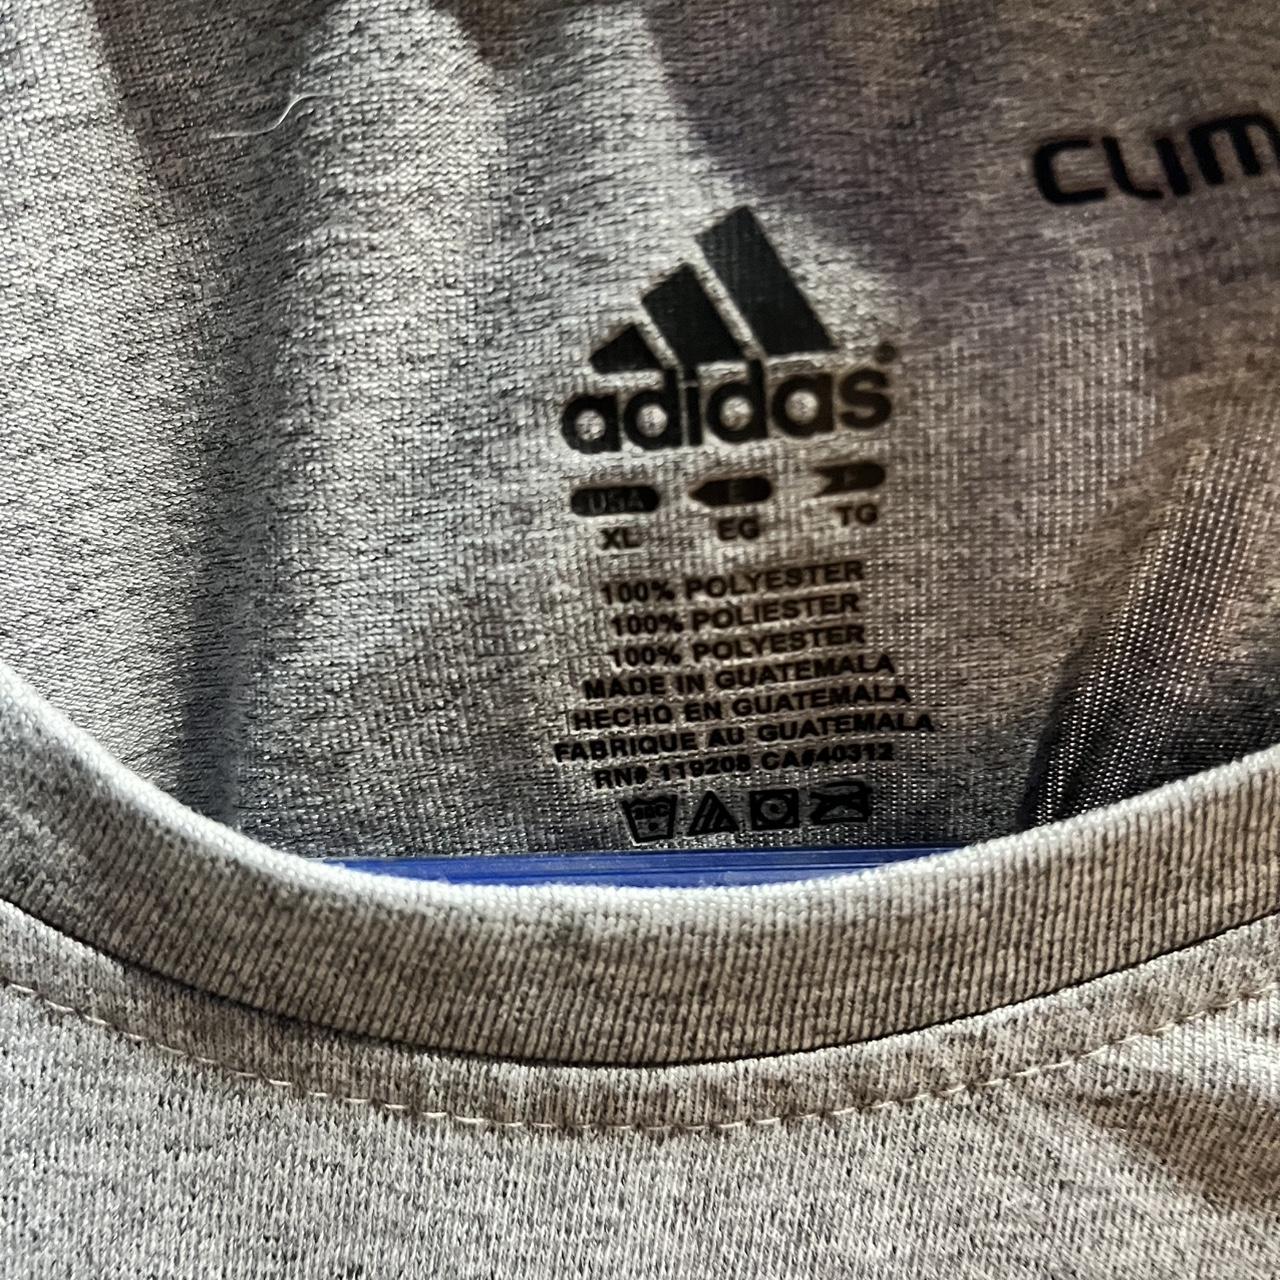 CLIM
adidas®
USA E F
XL EG TG
100% POLYESTER
100% POLIESTER
100% POLYESTER
MADE IN GUATEMALA
HECHO EN GUATEMALA
FABRIQUE AU GUATEMALA
RN# 119208 CA#40312